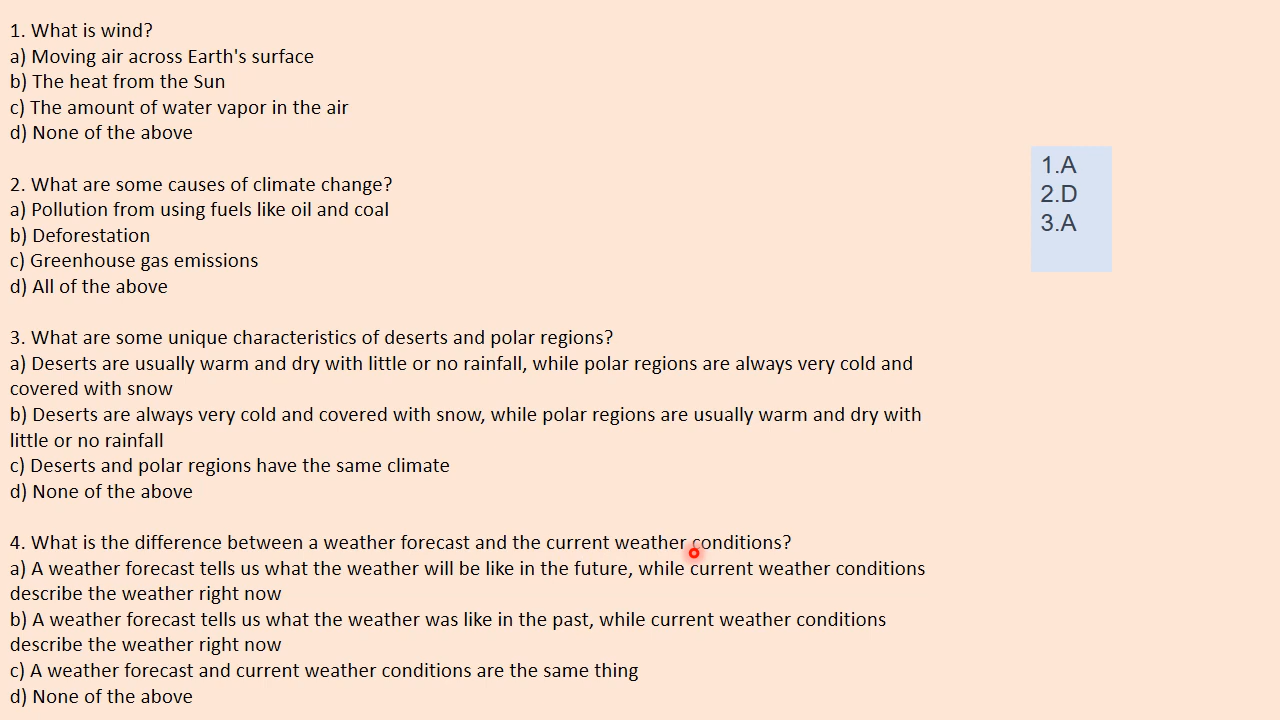 1. What is wind?
a) Moving air across Earth's surface
b) The heat from the Sun
c) The amount of water vapor in the air
d) None of the above
2. What are some causes of climate change?
a) Pollution from using fuels like oil and coal
b) Deforestation
c) Greenhouse gas emissions
d) All of the above
3. What are some unique characteristics of deserts and polar regions?
a) Deserts are usually warm and dry with little or no rainfall, while polar regions are always very cold and
covered with snow
b) Deserts are always very cold and covered with snow, while polar regions are usually warm and dry with
little or no rainfall
c) Deserts and polar regions have the same climate
d) None of the above
4. What is the difference between a weather forecast and the current weather conditions?
a) A weather forecast tells us what the weather will be like in the future, while current weather conditions
describe the weather right now
b) A weather forecast tells us what the weather was like in the past, while current weather conditions
describe the weather right now
c) A weather forecast and current weather conditions are the same thing
d) None of the above
1.A
2.D
3.A